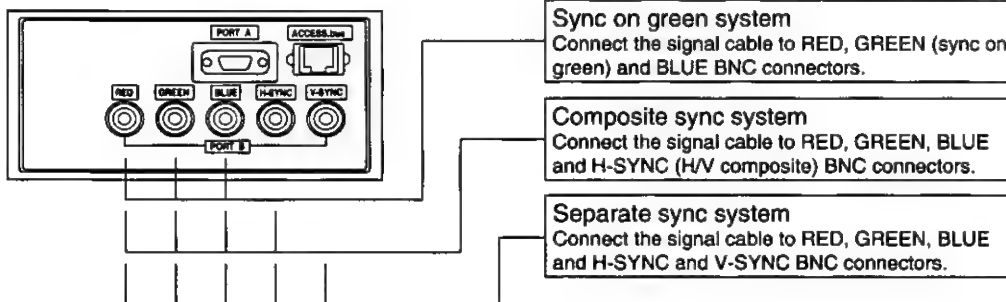 PORT A
ACCESS.bus
RED
GREEN
BLUE
H-SYNC
V-SYNC
PORT B
Sync on green system
Connect the signal cable to RED, GREEN (sync on
green) and BLUE BNC connectors.
Composite sync system
Connect the signal cable to RED, GREEN, BLUE
and H-SYNC (H/V composite) BNC connectors.
Separate sync system
Connect the signal cable to RED, GREEN, BLUE
and H-SYNC and V-SYNC BNC connectors.